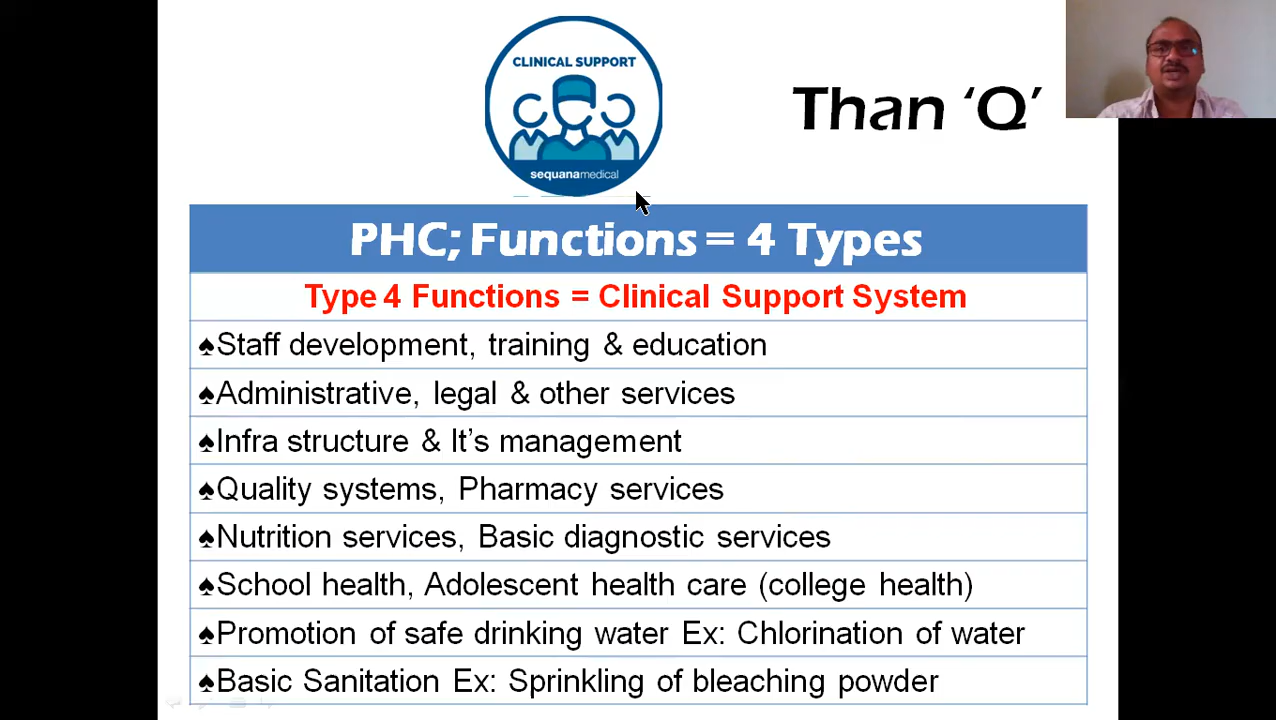 CLINICAL SUPPORT
sequanamedical
Than ‘Q’
PHC; Functions = 4 Types
Type 4 Functions = Clinical Support System
♠Staff development, training & education
♠Administrative, legal & other services
♠Infra structure & It’s management
♠Quality systems, Pharmacy services
♠Nutrition services, Basic diagnostic services
♠School health, Adolescent health care (college health)
♠Promotion of safe drinking water Ex: Chlorination of water
♠Basic Sanitation Ex: Sprinkling of bleaching powder